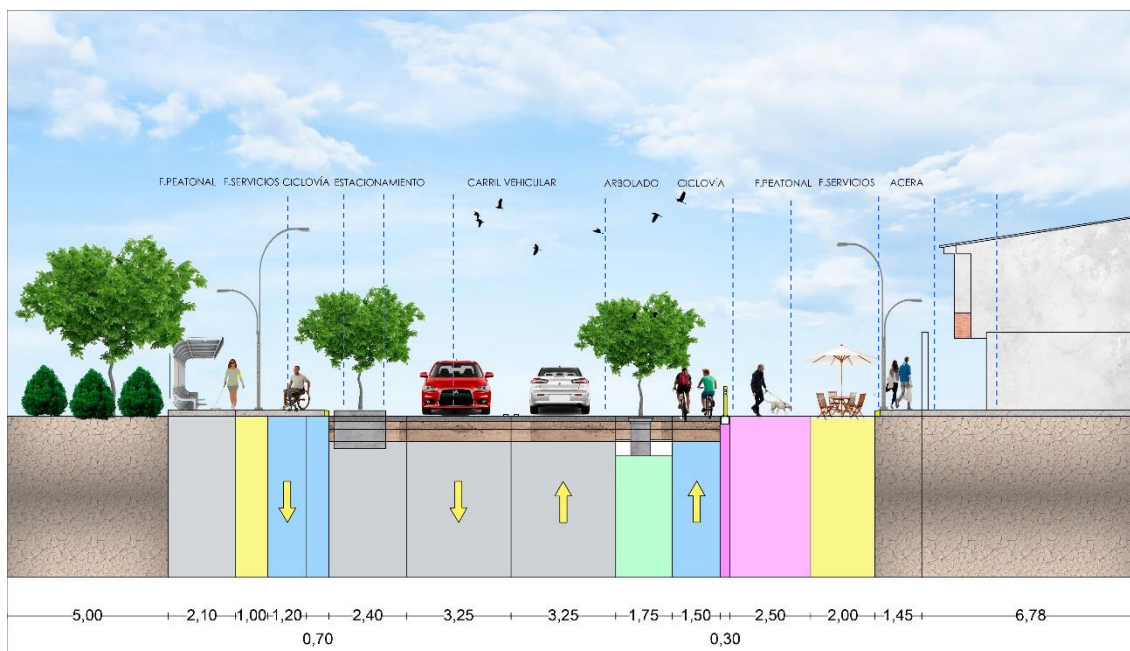 F.PEATONAL F.SERVICIOS CICLOVÍA ESTACIONAMIENTO CARRIL VEHICULAR ARBOLADO CICLOVÍA F.PEATONAL F.SERVICIOS ACERA
5,00 2,10 1,00 1,20 2,40 3,25 3,25 1,75 1,50 2,50 2,00 1,45 6,78
0,70 0,30